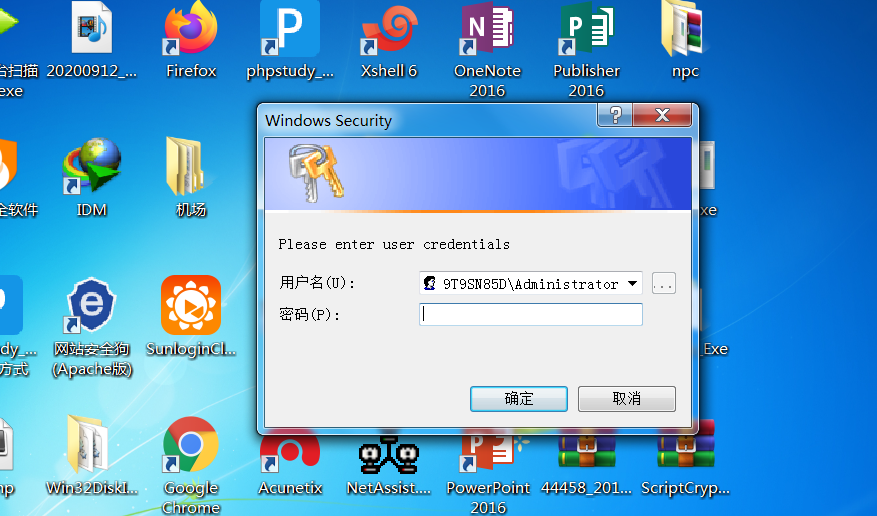 台扫描
exe
20200912_...
Firefox
phpstudy_...
Xshell 6
OneNote
2016
Publisher
2016
npc
Windows Security
全软件
IDM
机场
xe
Please enter user credentials
用户名(U):
9T9SN85D\Administrator
...
密码(P):
dy_...
方式
网站安全狗
(Apache版)
SunloginCl...
.Exe
确定
取消
np
Win32DiskI...
Google
Chrome
Acunetix
NetAssist....
PowerPoint
2016
44458_201...
ScriptCryp...